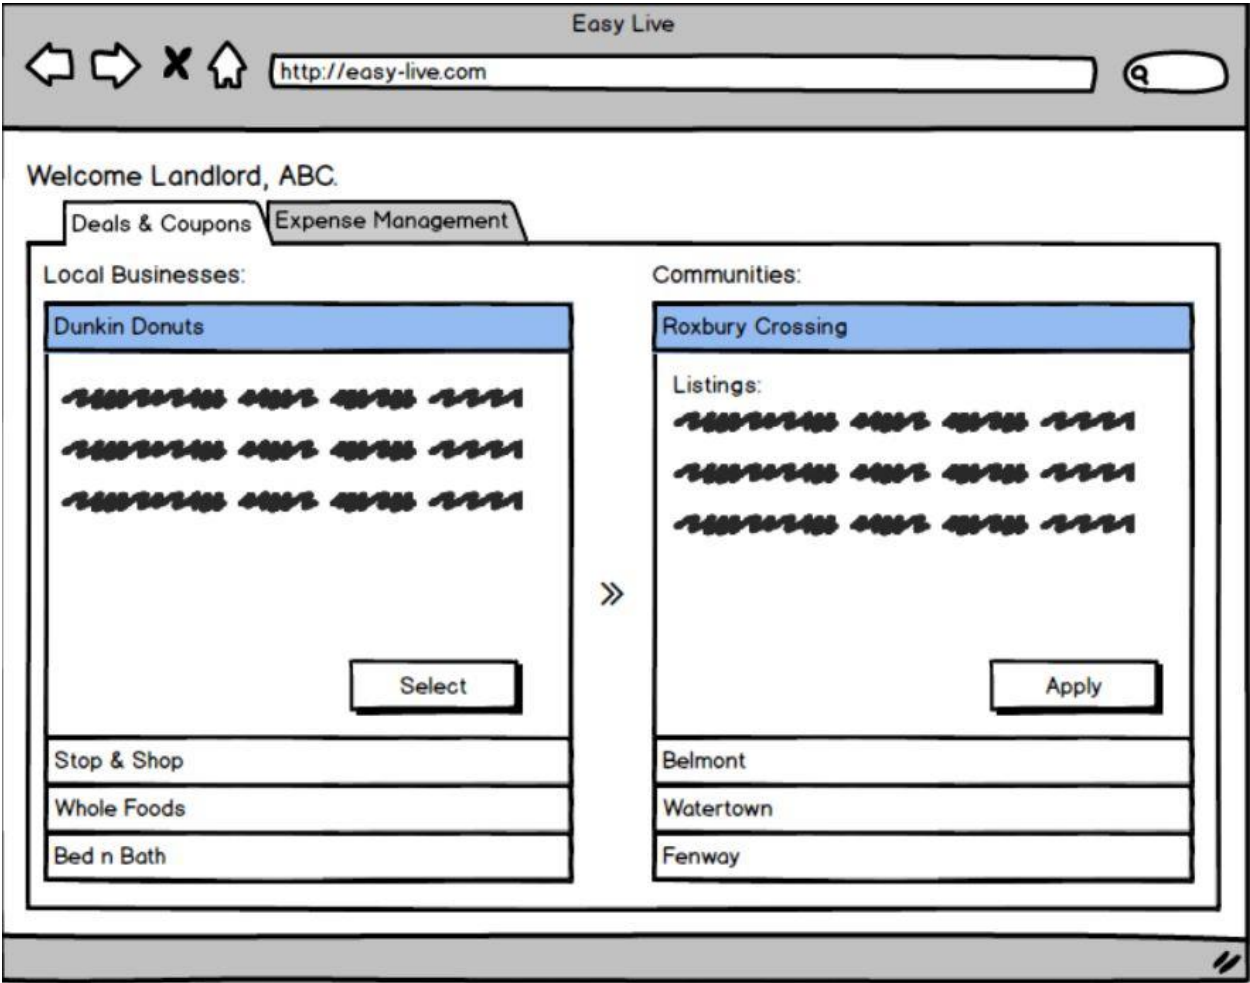 Easy Live
http://easy-live.com
Welcome Landlord, ABC.
Deals & Coupons
Expense Management
Local Businesses:
Dunkin Donuts
Select
Stop & Shop
Whole Foods
Bed n Bath
»
Communities:
Roxbury Crossing
Listings:
Apply
Belmont
Watertown
Fenway